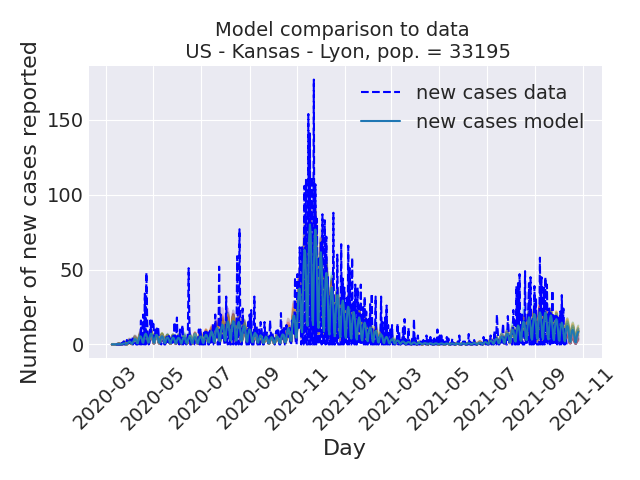 Model comparison to data
US - Kansas - Lyon, pop. = 33195
Number of new cases reported
150
100
50
0
new cases data
new cases model
2020-03
2020-05
2020-07
2020-09
2020-11
2021-01
2021-03
2021-05
2021-07
2021-09
2021-11
Day